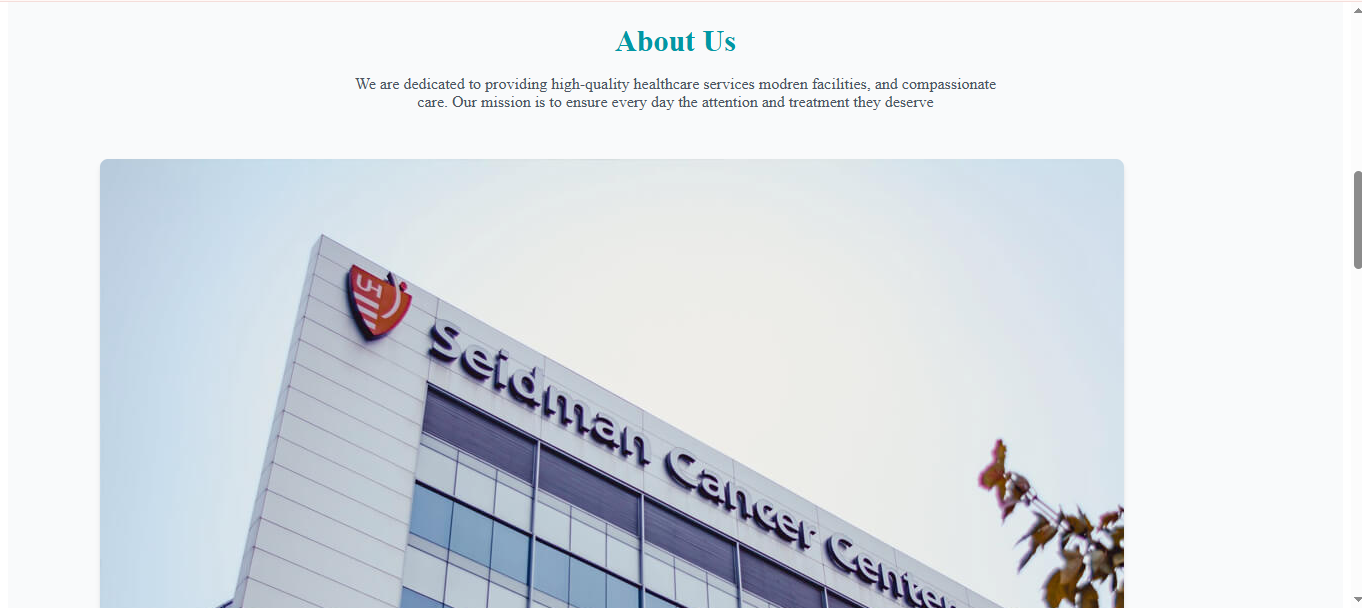 About Us
We are dedicated to providing high-quality healthcare services modren facilities, and compassionate
care. Our mission is to ensure every day the attention and treatment they deserve
UH
Seidman Cancer Center